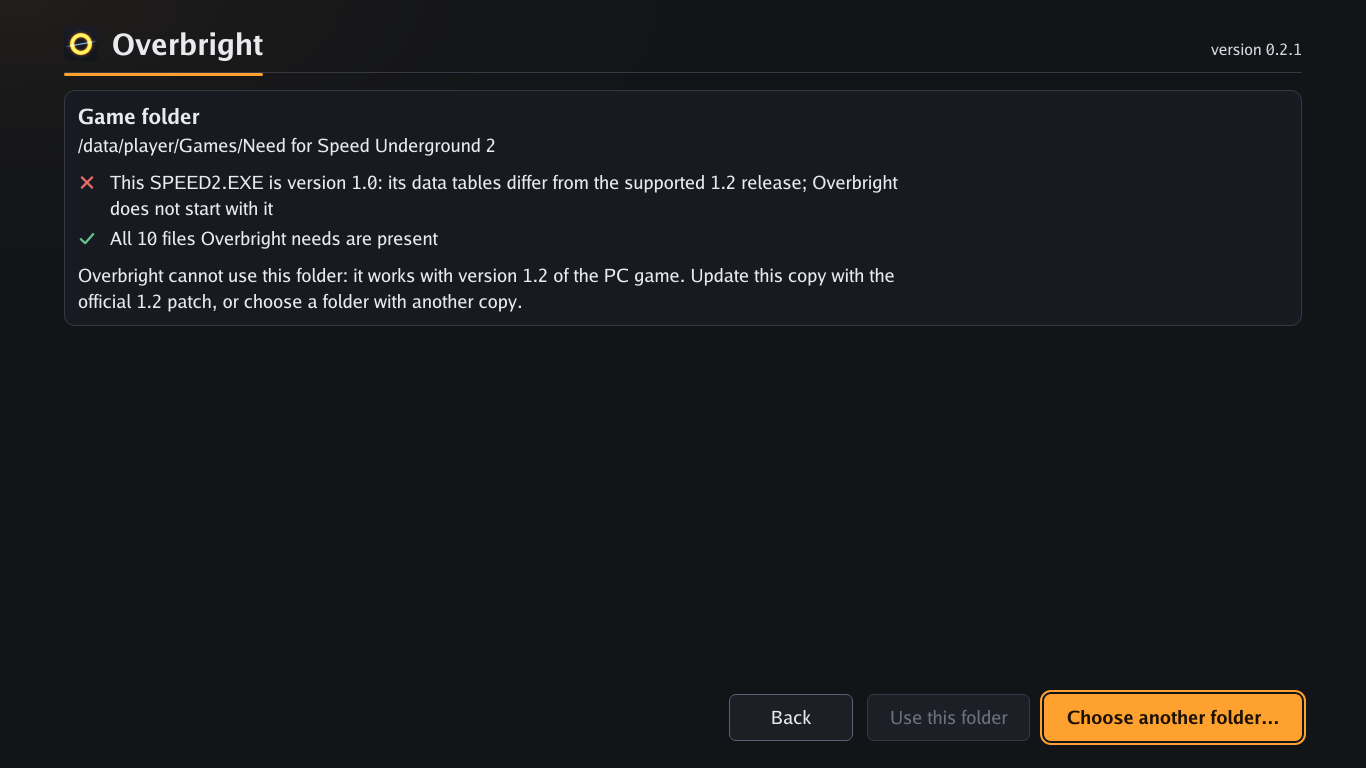 Overbright
version 0.2.1
Game folder
/data/player/Games/Need for Speed Underground 2
This SPEED2.EXE is version 1.0: its data tables differ from the supported 1.2 release; Overbright
does not start with it
All 10 files Overbright needs are present
Overbright cannot use this folder: it works with version 1.2 of the PC game. Update this copy with the
official 1.2 patch, or choose a folder with another copy.
Back
Use this folder
Choose another folder...